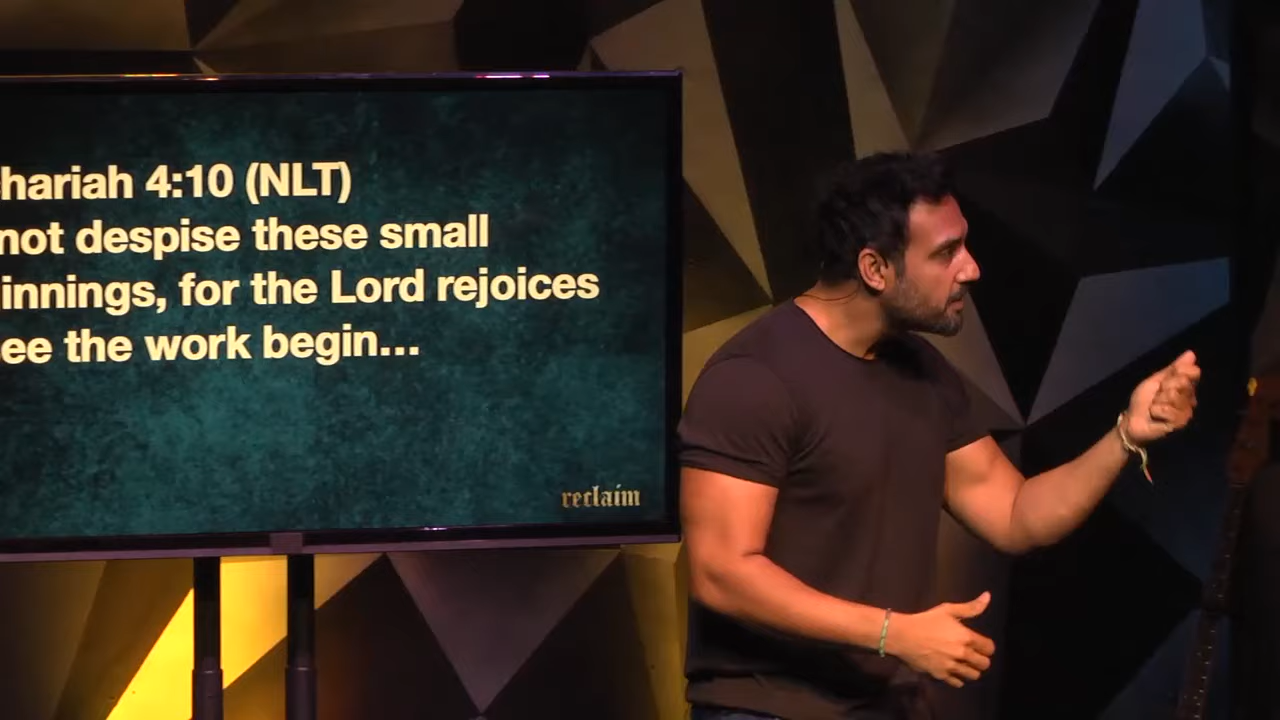 hariah 4:10 (NLT)
not despise these small
innings, for the Lord rejoices
ee the work begin...
reclaim